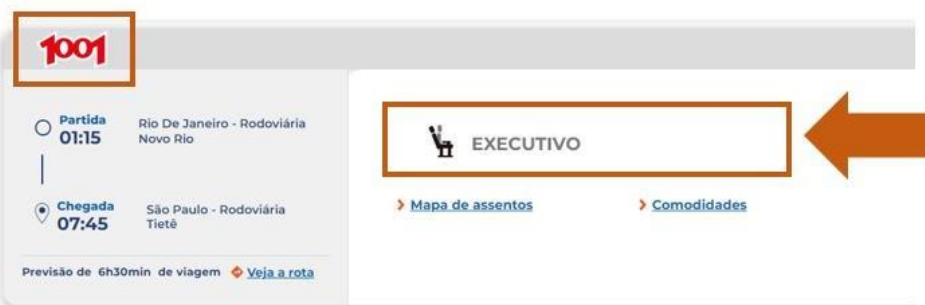 1001
Partida
01:15
Rio De Janeiro - Rodoviária
Novo Rio
EXECUTIVO
Chegada
07:45
São Paulo - Rodoviária
Tietê
Mapa de assentos
Comodidades
Previsão de 6h30min de viagem Veja a rota